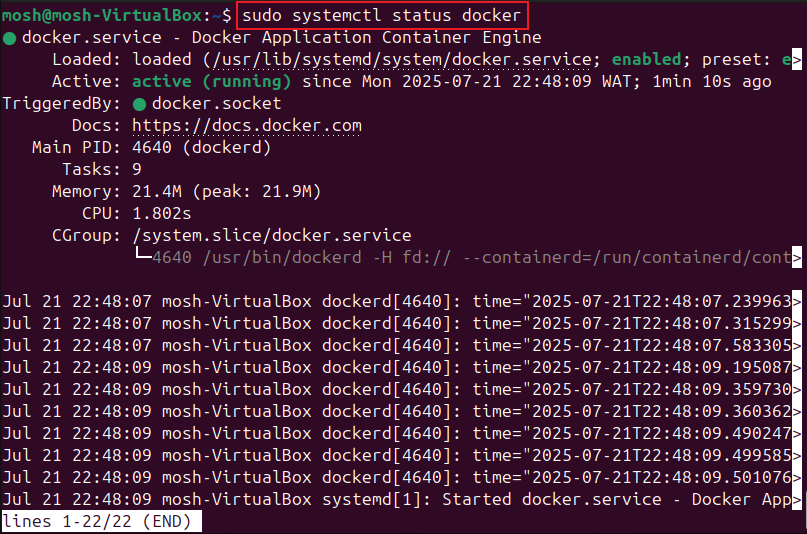 mosh@mosh-VirtualBox:~$ sudo systemctl status docker
● docker.service - Docker Application Container Engine
     Loaded: loaded (/usr/lib/systemd/system/docker.service; enabled; preset: e>
     Active: active (running) since Mon 2025-07-21 22:48:09 WAT; 1min 10s ago
TriggeredBy: ● docker.socket
       Docs: https://docs.docker.com
   Main PID: 4640 (dockerd)
      Tasks: 9
     Memory: 21.4M (peak: 21.9M)
        CPU: 1.802s
     CGroup: /system.slice/docker.service
             └─4640 /usr/bin/dockerd -H fd:// --containerd=/run/containerd/cont>
Jul 21 22:48:07 mosh-VirtualBox dockerd[4640]: time="2025-07-21T22:48:07.239963>
Jul 21 22:48:07 mosh-VirtualBox dockerd[4640]: time="2025-07-21T22:48:07.315299>
Jul 21 22:48:07 mosh-VirtualBox dockerd[4640]: time="2025-07-21T22:48:07.583305>
Jul 21 22:48:09 mosh-VirtualBox dockerd[4640]: time="2025-07-21T22:48:09.195087>
Jul 21 22:48:09 mosh-VirtualBox dockerd[4640]: time="2025-07-21T22:48:09.359730>
Jul 21 22:48:09 mosh-VirtualBox dockerd[4640]: time="2025-07-21T22:48:09.360362>
Jul 21 22:48:09 mosh-VirtualBox dockerd[4640]: time="2025-07-21T22:48:09.490247>
Jul 21 22:48:09 mosh-VirtualBox dockerd[4640]: time="2025-07-21T22:48:09.499585>
Jul 21 22:48:09 mosh-VirtualBox dockerd[4640]: time="2025-07-21T22:48:09.501076>
Jul 21 22:48:09 mosh-VirtualBox systemd[1]: Started docker.service - Docker App>
lines 1-22/22 (END)